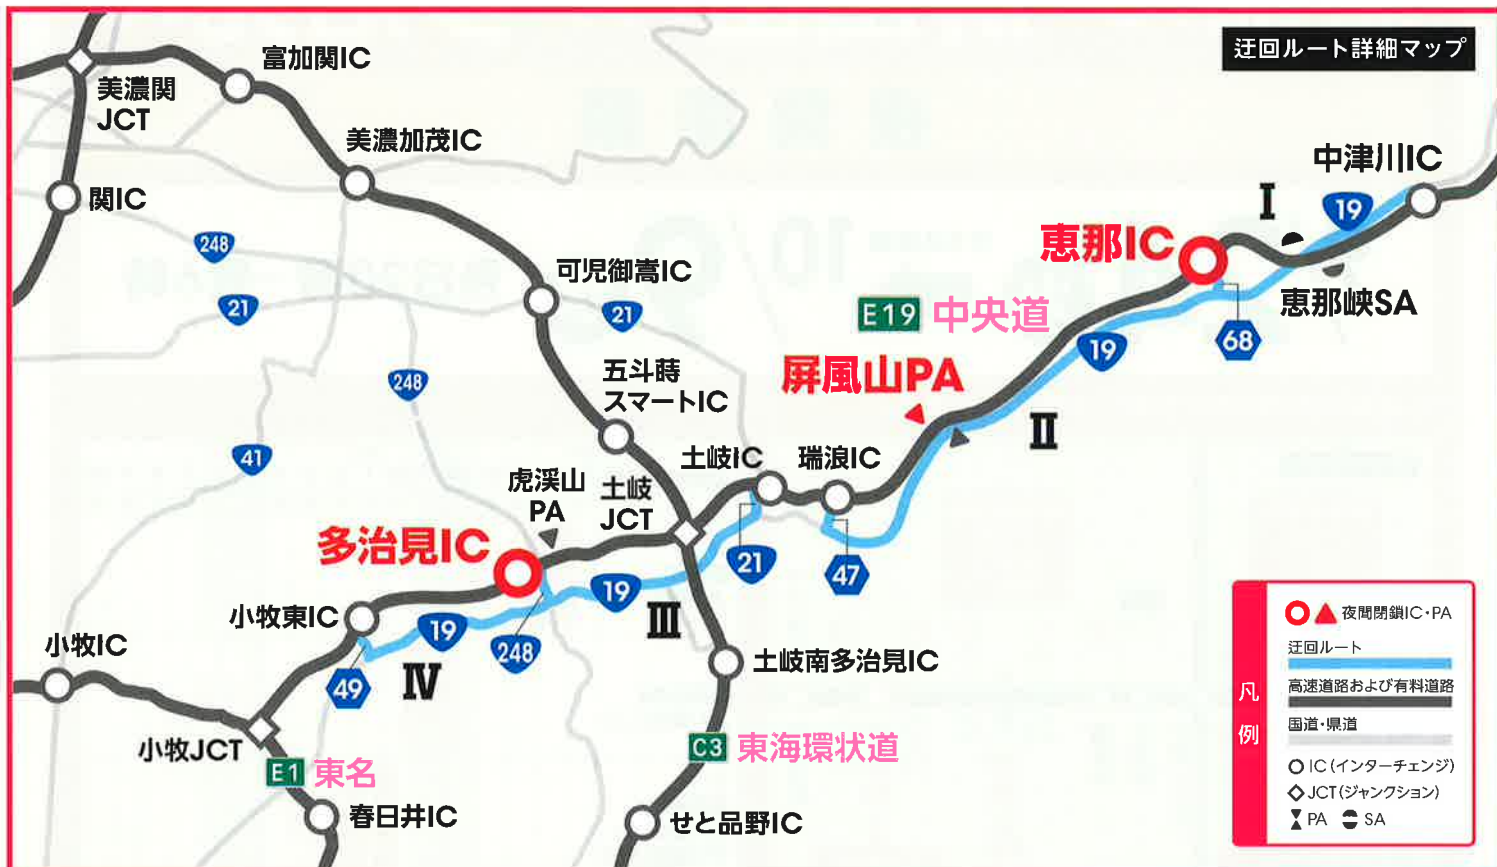 迂回ルート詳細マップ
富加関IC
美濃関
JCT
美濃加茂IC
関IC
中津川IC
I
19
恵那IC
248
可児御嵩IC
恵那峡SA
21
21
E19 中央道
68
19
屏風山PA
五斗蒔
スマートIC
248
II
41
土岐IC
瑞浪IC
虎渓山
PA
土岐
JCT
多治見IC
21
47
19
小牧東IC
19
III
248
小牧IC
49
IV
土岐南多治見IC
小牧JCT
C3 東海環状道
E1 東名
春日井IC
せと品野IC
凡例
夜間閉鎖IC・PA
迂回ルート
高速道路および有料道路
国道・県道
IC(インターチェンジ)
JCT(ジャンクション)
PA SA